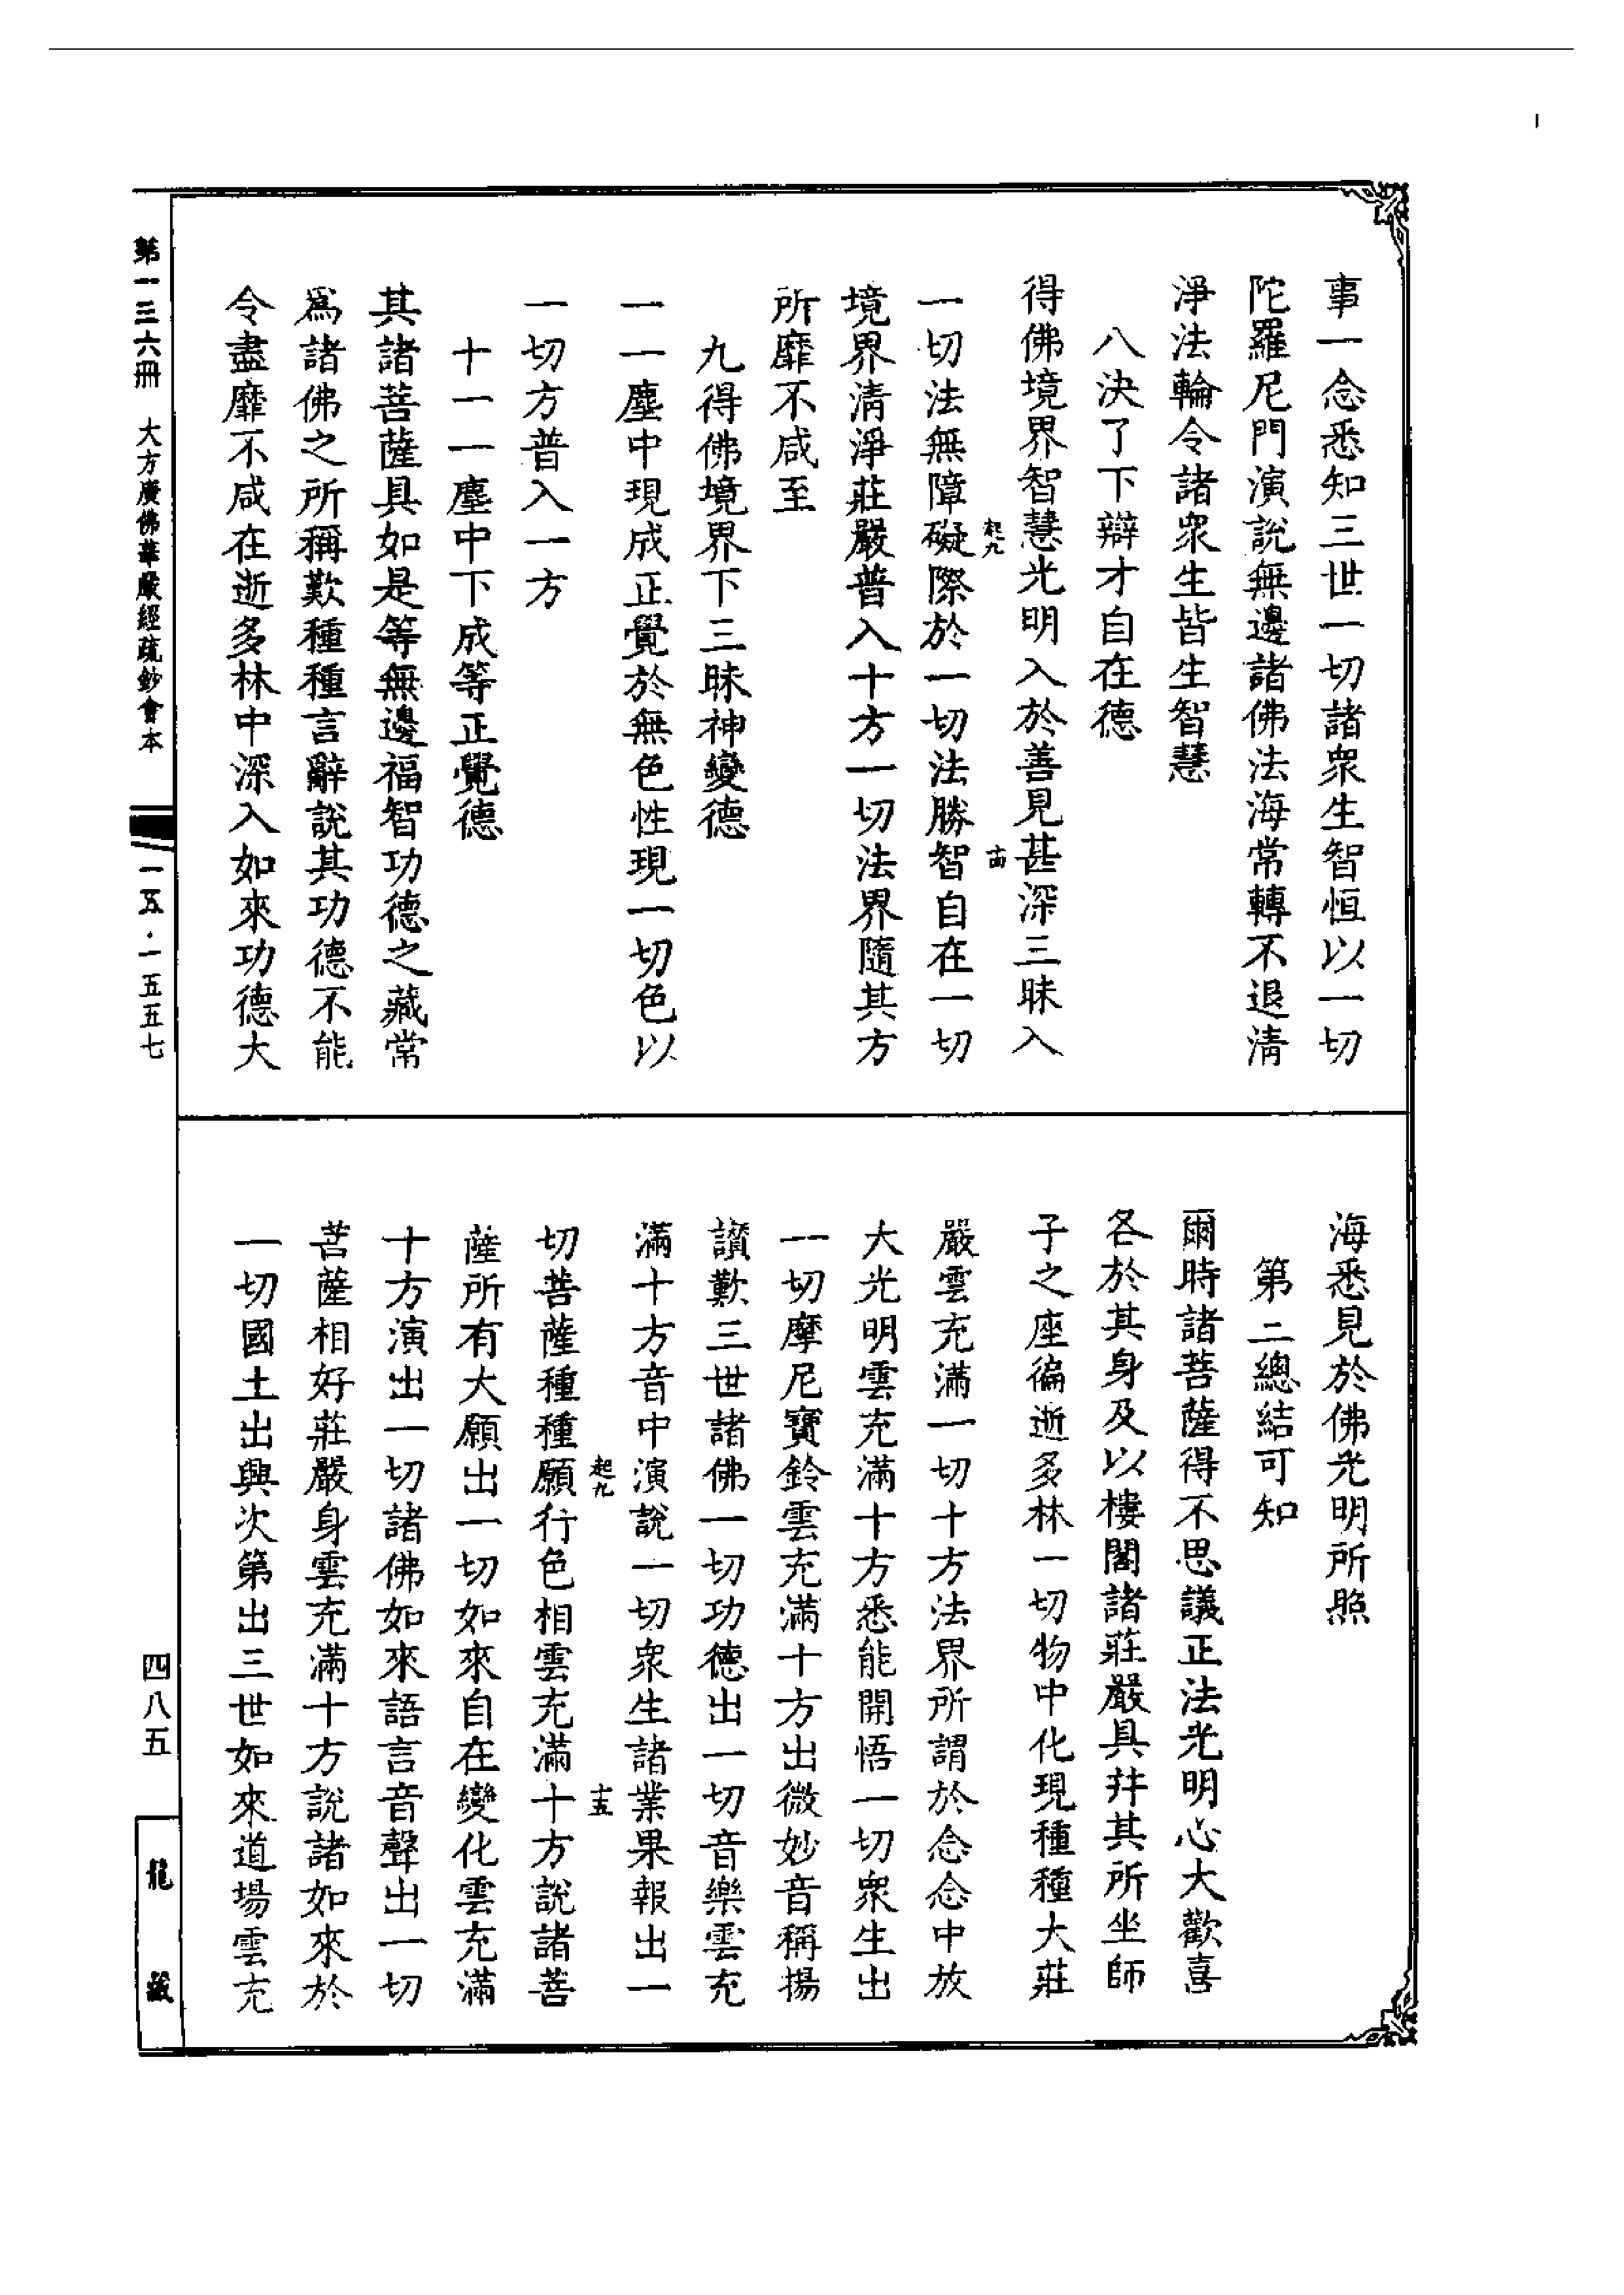 事一念悉知三世一切諸衆生智恒以一切
陀羅尼門演說無邊諸佛法海常轉不退清
淨法輪令諸衆生皆生智慧
八決了下辯才自在德
得佛境界智慧光明入於善見甚深三昧入
起九
十四
一切法無障礙際於一切法勝智自在一切
境界清淨莊嚴普入十方一切法界隨其方
所靡不咸至
九得佛境界下三昧神變德
一一塵中現成正覺於無色性現一切色以
一切方普入一方
十一一塵中下成等正覺德
其諸菩薩具如是等無邊福智功德之藏常
爲諸佛之所稱歎種種言辭說其功德不能
令盡靡不咸在逝多林中深入如來功德大
海悉見於佛光明所照
第二總結可知
爾時諸菩薩得不思議正法光明心大歡喜
各於其身及以樓閣諸莊嚴具幷其所坐師
子之座徧逝多林一切物中化現種種大莊
嚴雲充滿一切十方法界所謂於念念中放
大光明雲充滿十方悉能開悟一切衆生出
一切摩尼寶鈴雲充滿十方出微妙音稱揚
讃歎三世諸佛一切功德出一切音樂雲充
滿十方音中演說一切衆生諸業果報出一
起九
十五
切菩薩種種願行色相雲充滿十方說諸菩
薩所有大願出一切如來自在變化雲充滿
十方演出一切諸佛如來語言音聲出一切
菩薩相好莊嚴身雲充滿十方說諸如來於
一切國土出興次第出三世如來道場雲充
第一三六冊 大方廣佛華嚴經疏鈔會本
一五·一五五七
四八五
龍藏